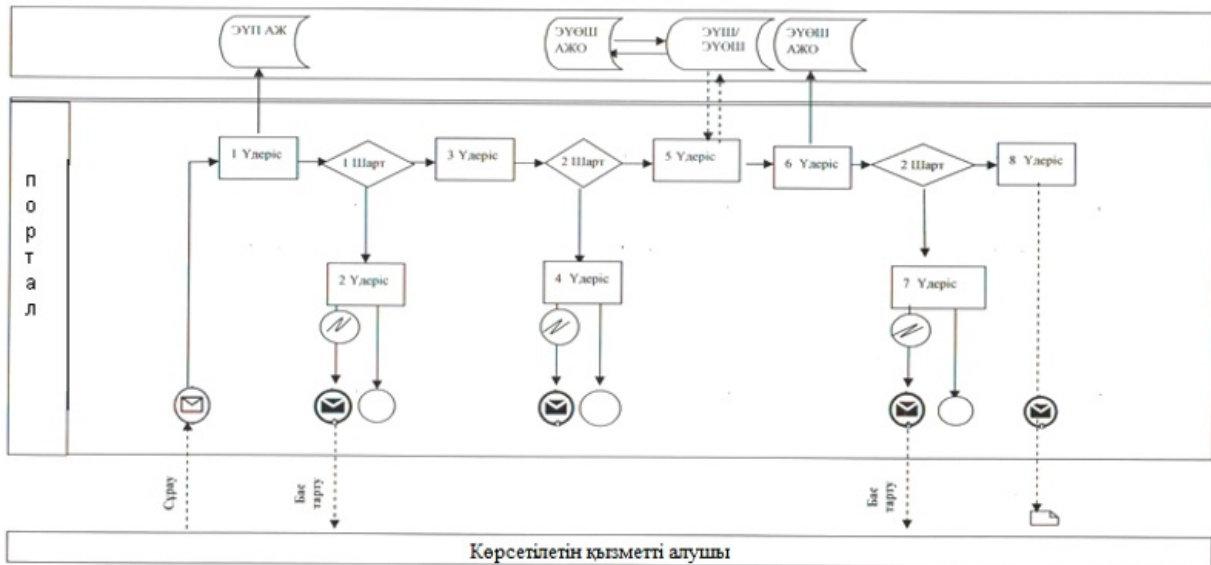 ЭҮП АЖ
ЭҮӨШ
АЖО
ЭҮШ/
ЭҮӨШ
ЭҮӨШ
АЖО
портал
1 Үдеріс
1 Шарт
3 Үдеріс
2 Шарт
5 Үдеріс
6 Үдеріс
2 Шарт
8 Үдеріс
2 Үдеріс
4 Үдеріс
7 Үдеріс
Сұрау
Бас
тарту
Бас
тарту
Көрсетілетін қызметті алушы